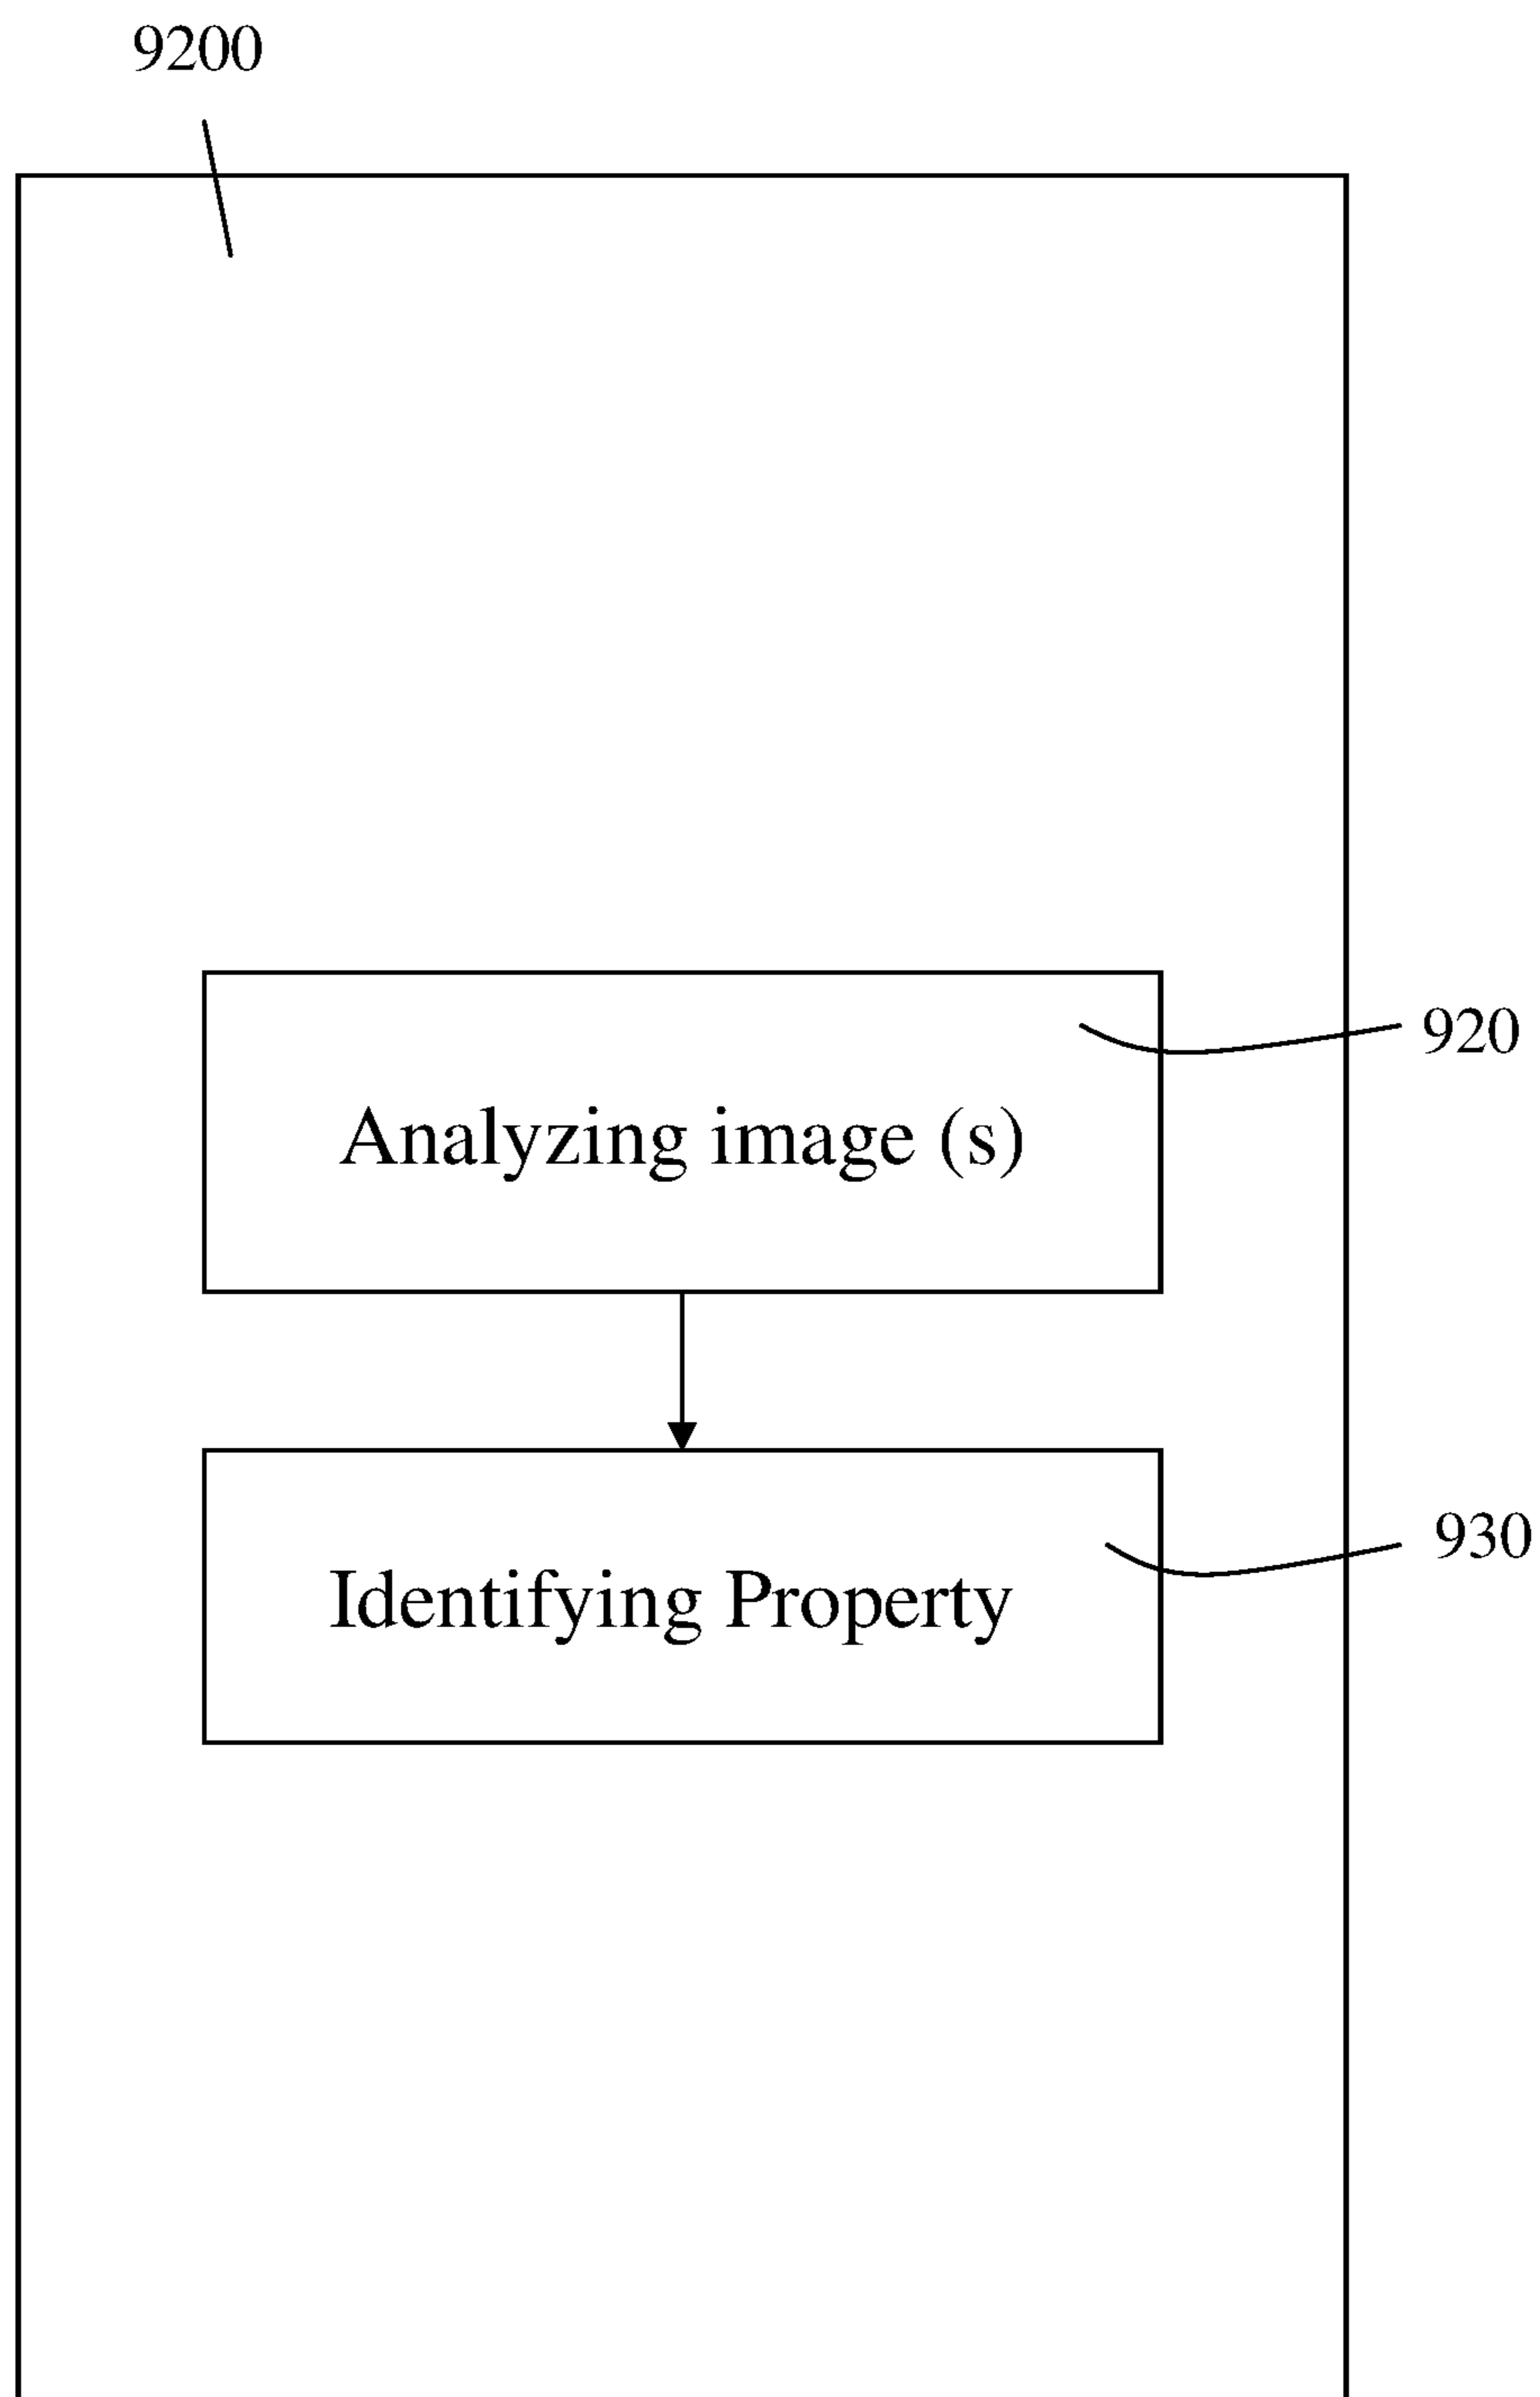 9200
920
Analyzing image (s)
930
Identifying Property